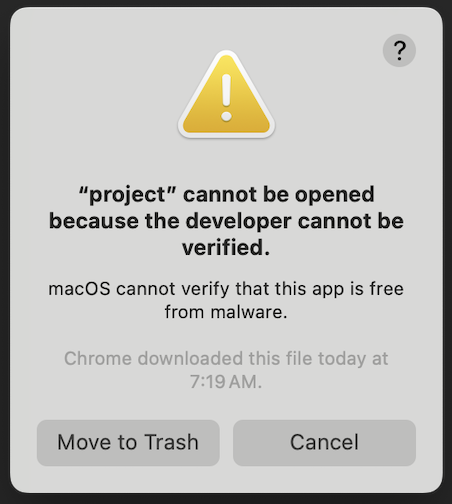 ?
“project” cannot be opened
because the developer cannot be
verified.
macOS cannot verify that this app is free
from malware.
Chrome downloaded this file today at
7:19 AM.
Move to Trash
Cancel